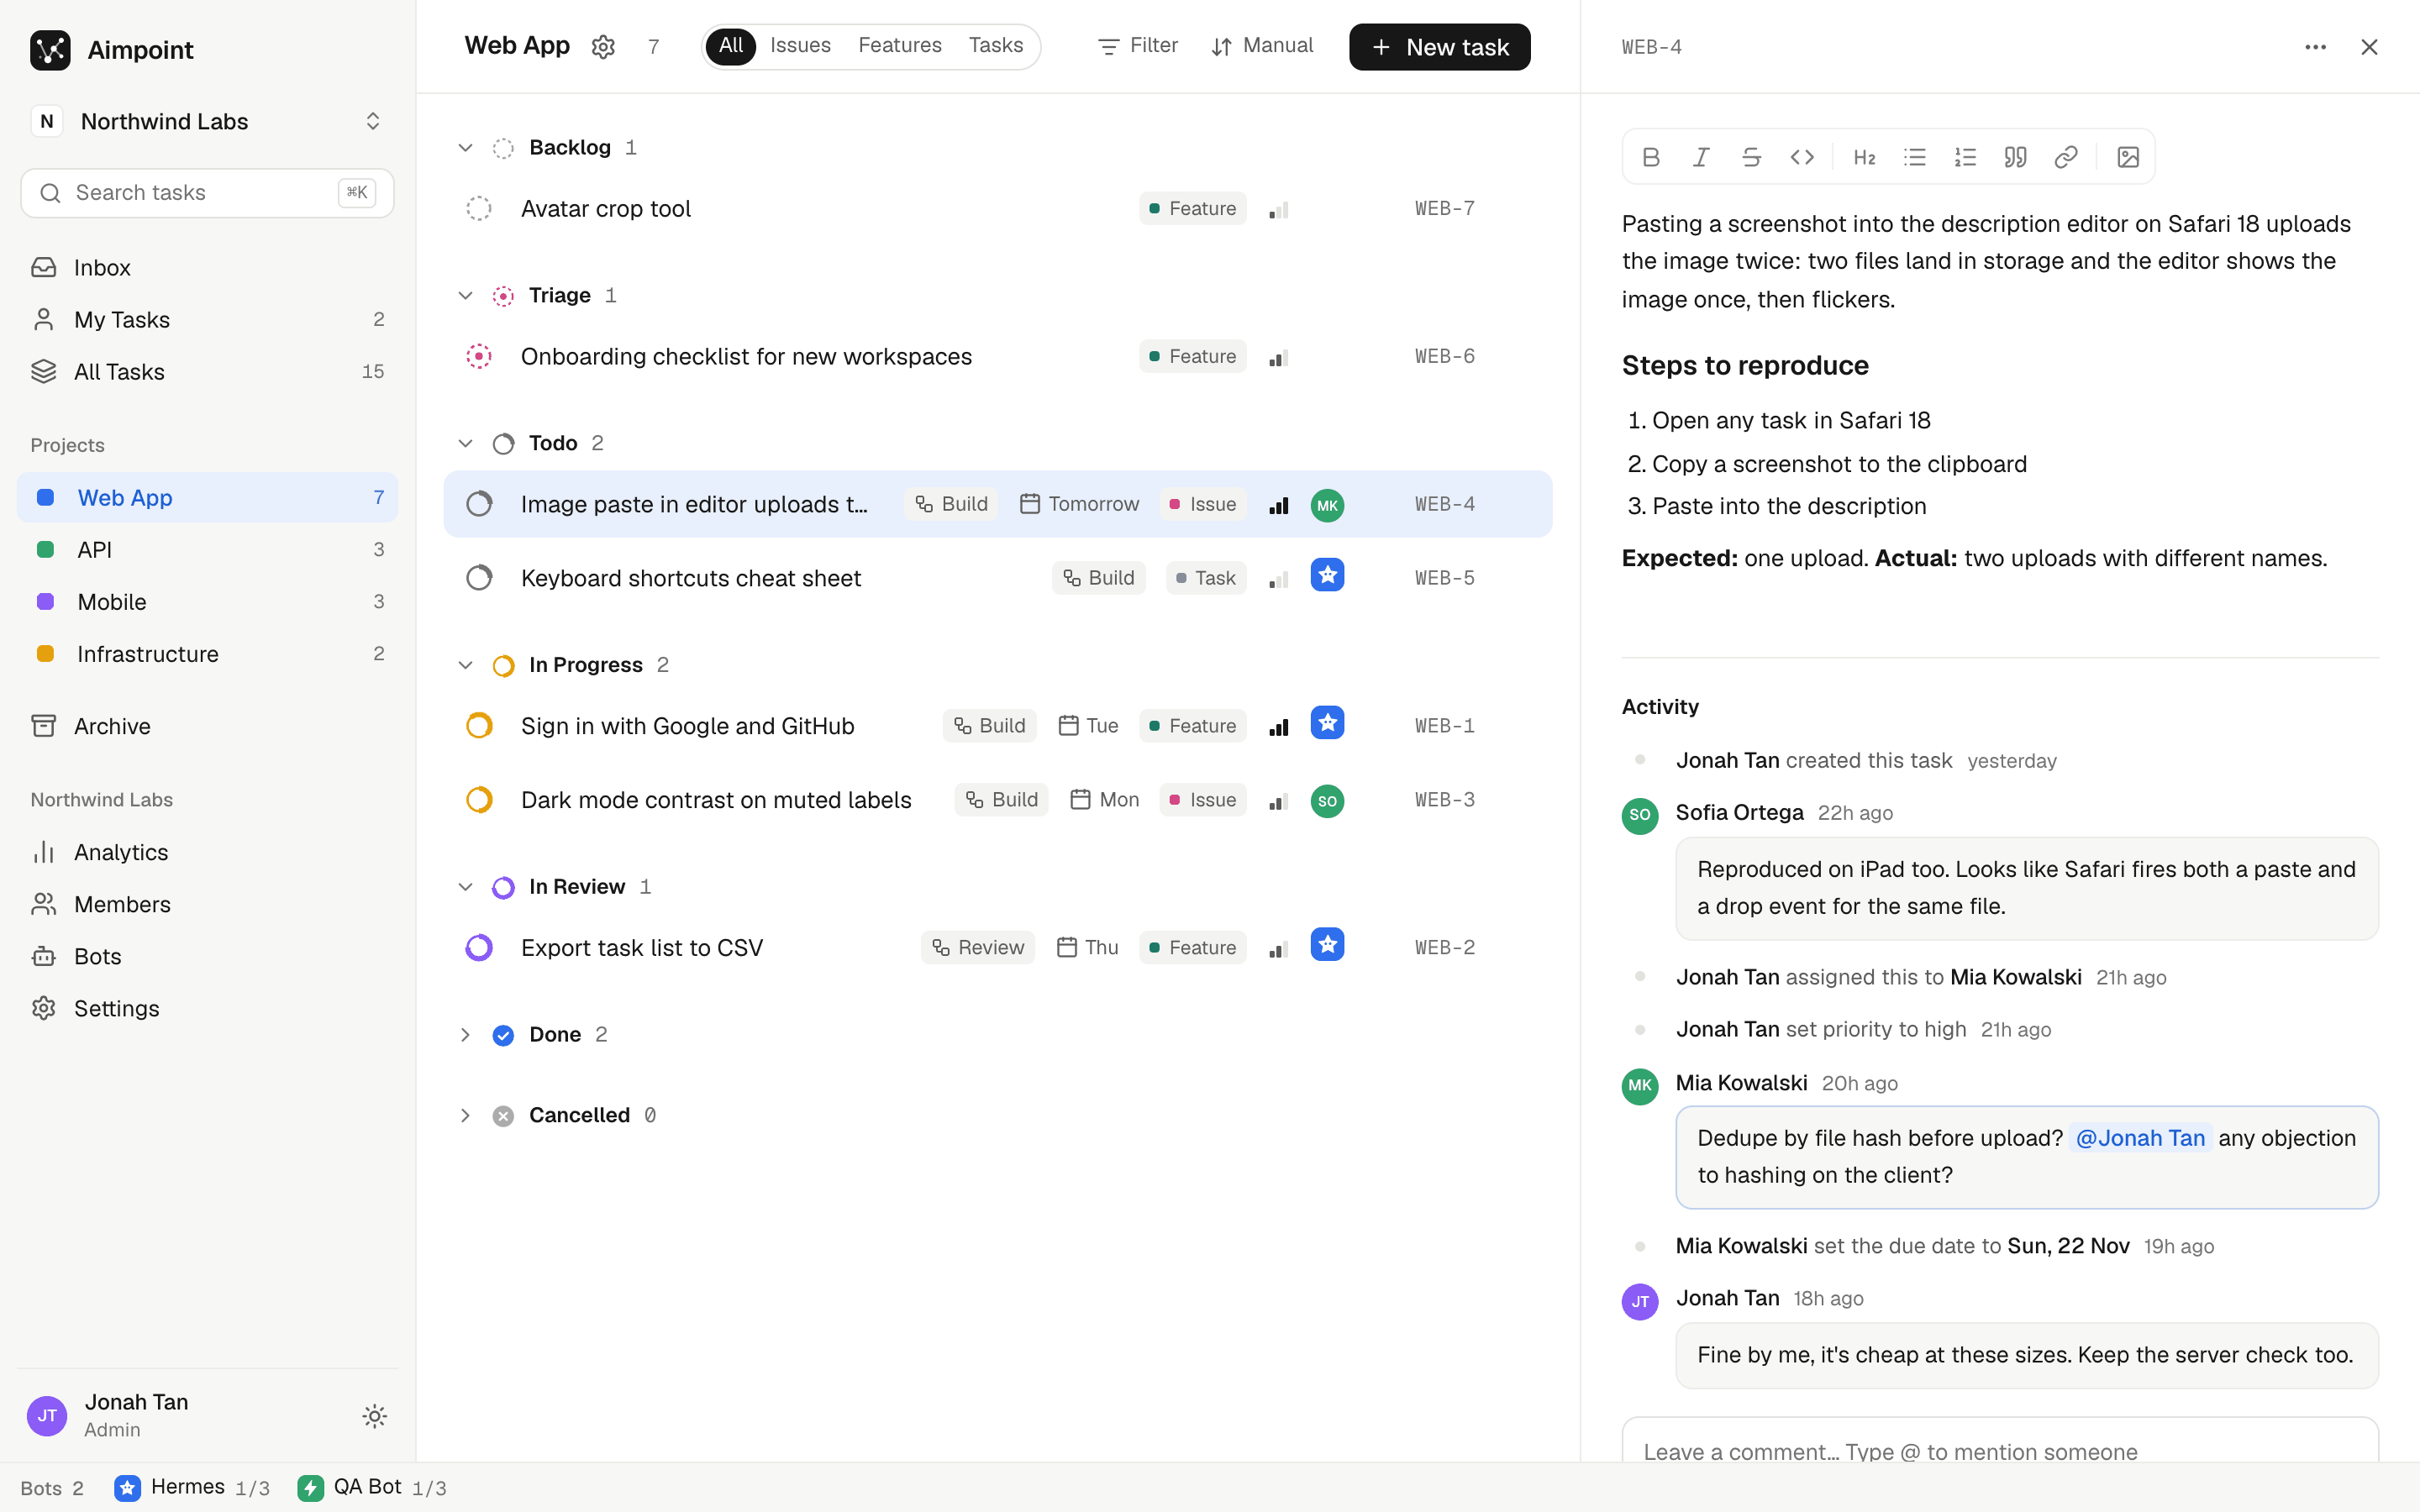 Aimpoint
N Northwind Labs
Search tasks ⌘K
Inbox
My Tasks 2
All Tasks 15
Projects
Web App 7
API 3
Mobile 3
Infrastructure 2
Archive
Northwind Labs
Analytics
Members
Bots
Settings
JT Jonah Tan
Admin
Web App 7 All Issues Features Tasks Filter Manual + New task
Backlog 1
Avatar crop tool Feature WEB-7
Triage 1
Onboarding checklist for new workspaces Feature WEB-6
Todo 2
Image paste in editor uploads t... Build Tomorrow Issue MK WEB-4
Keyboard shortcuts cheat sheet Build Task WEB-5
In Progress 2
Sign in with Google and GitHub Build Tue Feature WEB-1
Dark mode contrast on muted labels Build Mon Issue SO WEB-3
In Review 1
Export task list to CSV Review Thu Feature WEB-2
Done 2
Cancelled 0
WEB-4
H2
Pasting a screenshot into the description editor on Safari 18 uploads
the image twice: two files land in storage and the editor shows the
image once, then flickers.
Steps to reproduce
1. Open any task in Safari 18
2. Copy a screenshot to the clipboard
3. Paste into the description
Expected: one upload. Actual: two uploads with different names.
Activity
Jonah Tan created this task yesterday
SO Sofia Ortega 22h ago
Reproduced on iPad too. Looks like Safari fires both a paste and
a drop event for the same file.
Jonah Tan assigned this to Mia Kowalski 21h ago
Jonah Tan set priority to high 21h ago
MK Mia Kowalski 20h ago
Dedupe by file hash before upload? @Jonah Tan any objection
to hashing on the client?
Mia Kowalski set the due date to Sun, 22 Nov 19h ago
JT Jonah Tan 18h ago
Fine by me, it's cheap at these sizes. Keep the server check too.
Leave a comment... Type @ to mention someone
Bots 2 Hermes 1/3 QA Bot 1/3